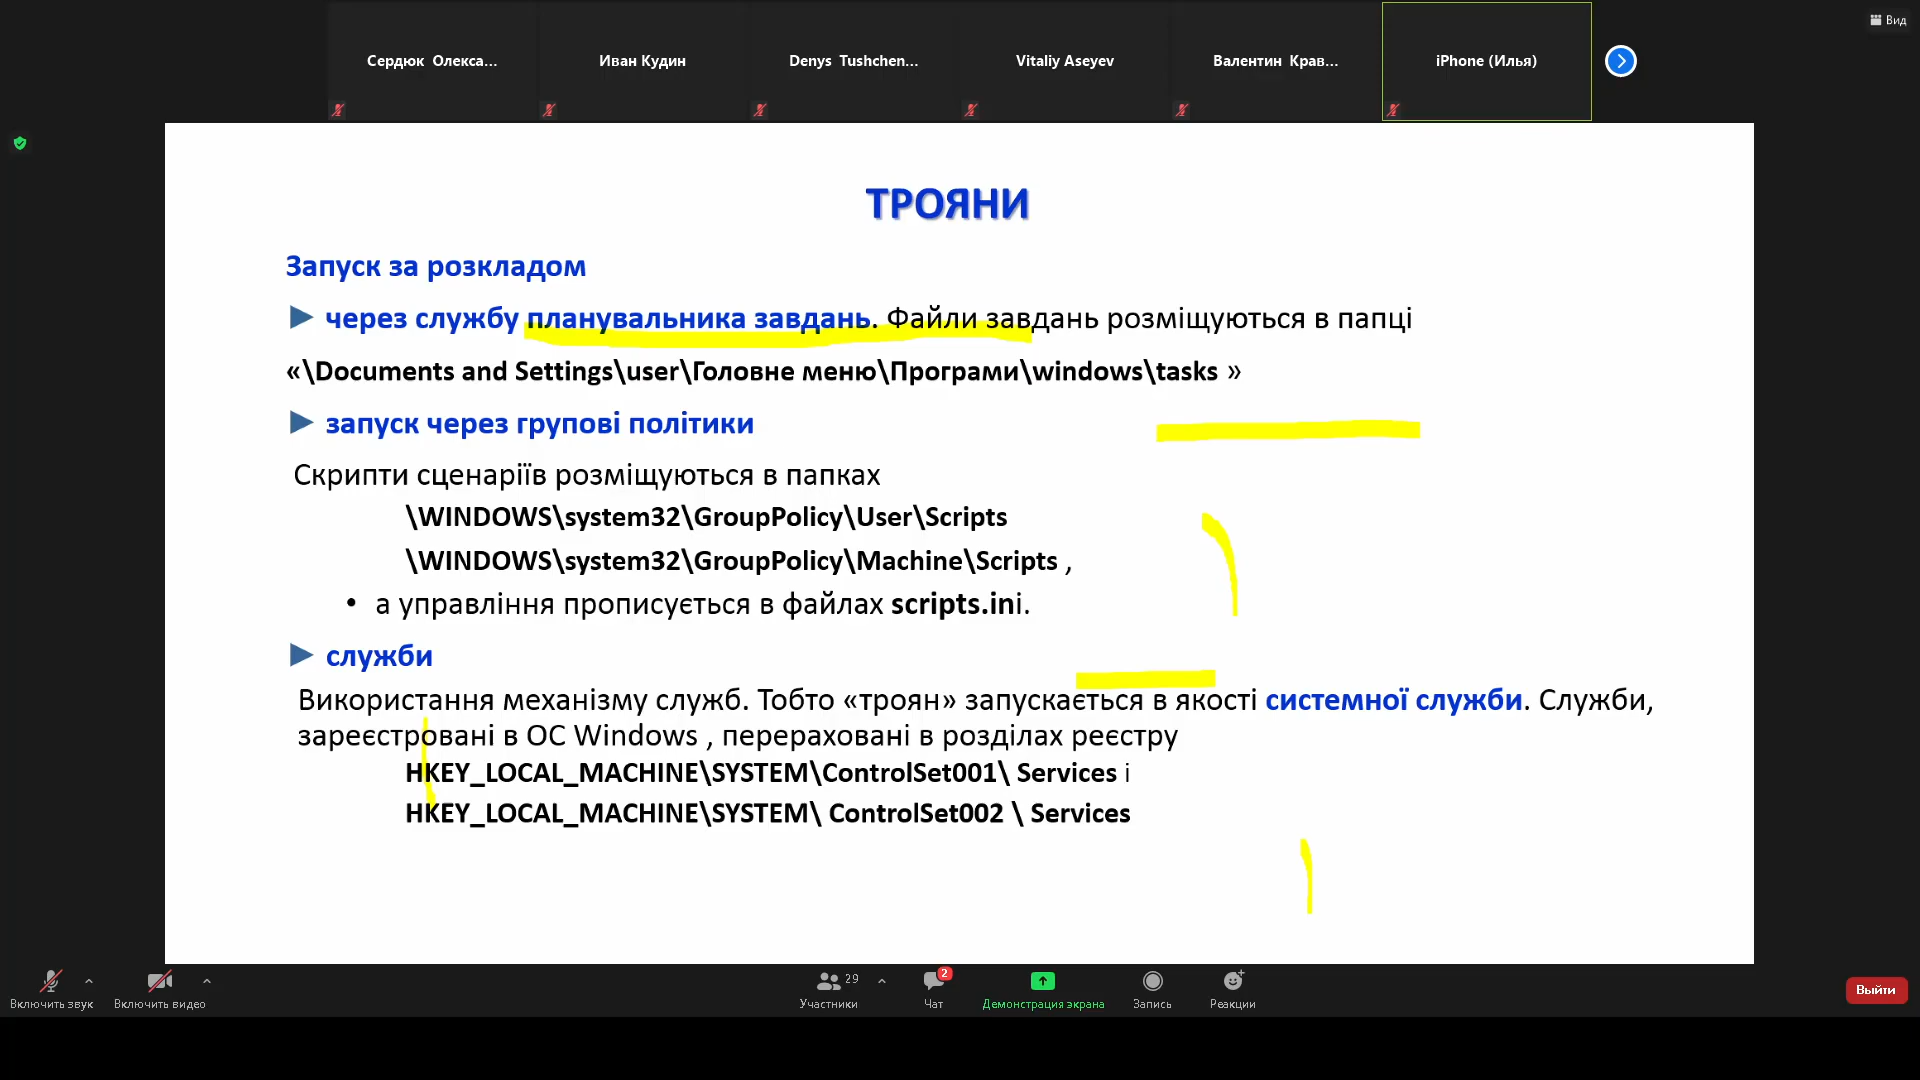 Вид
Сердюк Олекса...
Иван Кудин
Denys Tushchen...
Vitaliy Aseyev
Валентин Крав...
iPhone (Илья)
ТРОЯНИ
Запуск за розкладом
через службу планувальника завдань. Файли завдань розміщуються в папці
«\Documents and Settings\user\Головне меню\Програми\windows\tasks »
запуск через групові політики
Скрипти сценаріїв розміщуються в папках
\WINDOWS\system32\GroupPolicy\User\Scripts
\WINDOWS\system32\GroupPolicy\Machine\Scripts ,
• а управління прописується в файлах scripts.inі.
служби
Використання механізму служб. Тобто «троян» запускається в якості системної служби. Служби,
зареєстровані в ОС Windows , перераховані в розділах реєстру
HKEY_LOCAL_MACHINE\SYSTEM\ControlSet001\ Services і
HKEY_LOCAL_MACHINE\SYSTEM\ ControlSet002 \ Services
Включить звук
Включить видео
29
Участники
2
Чат
Демонстрация экрана
Запись
Реакции
Выйти